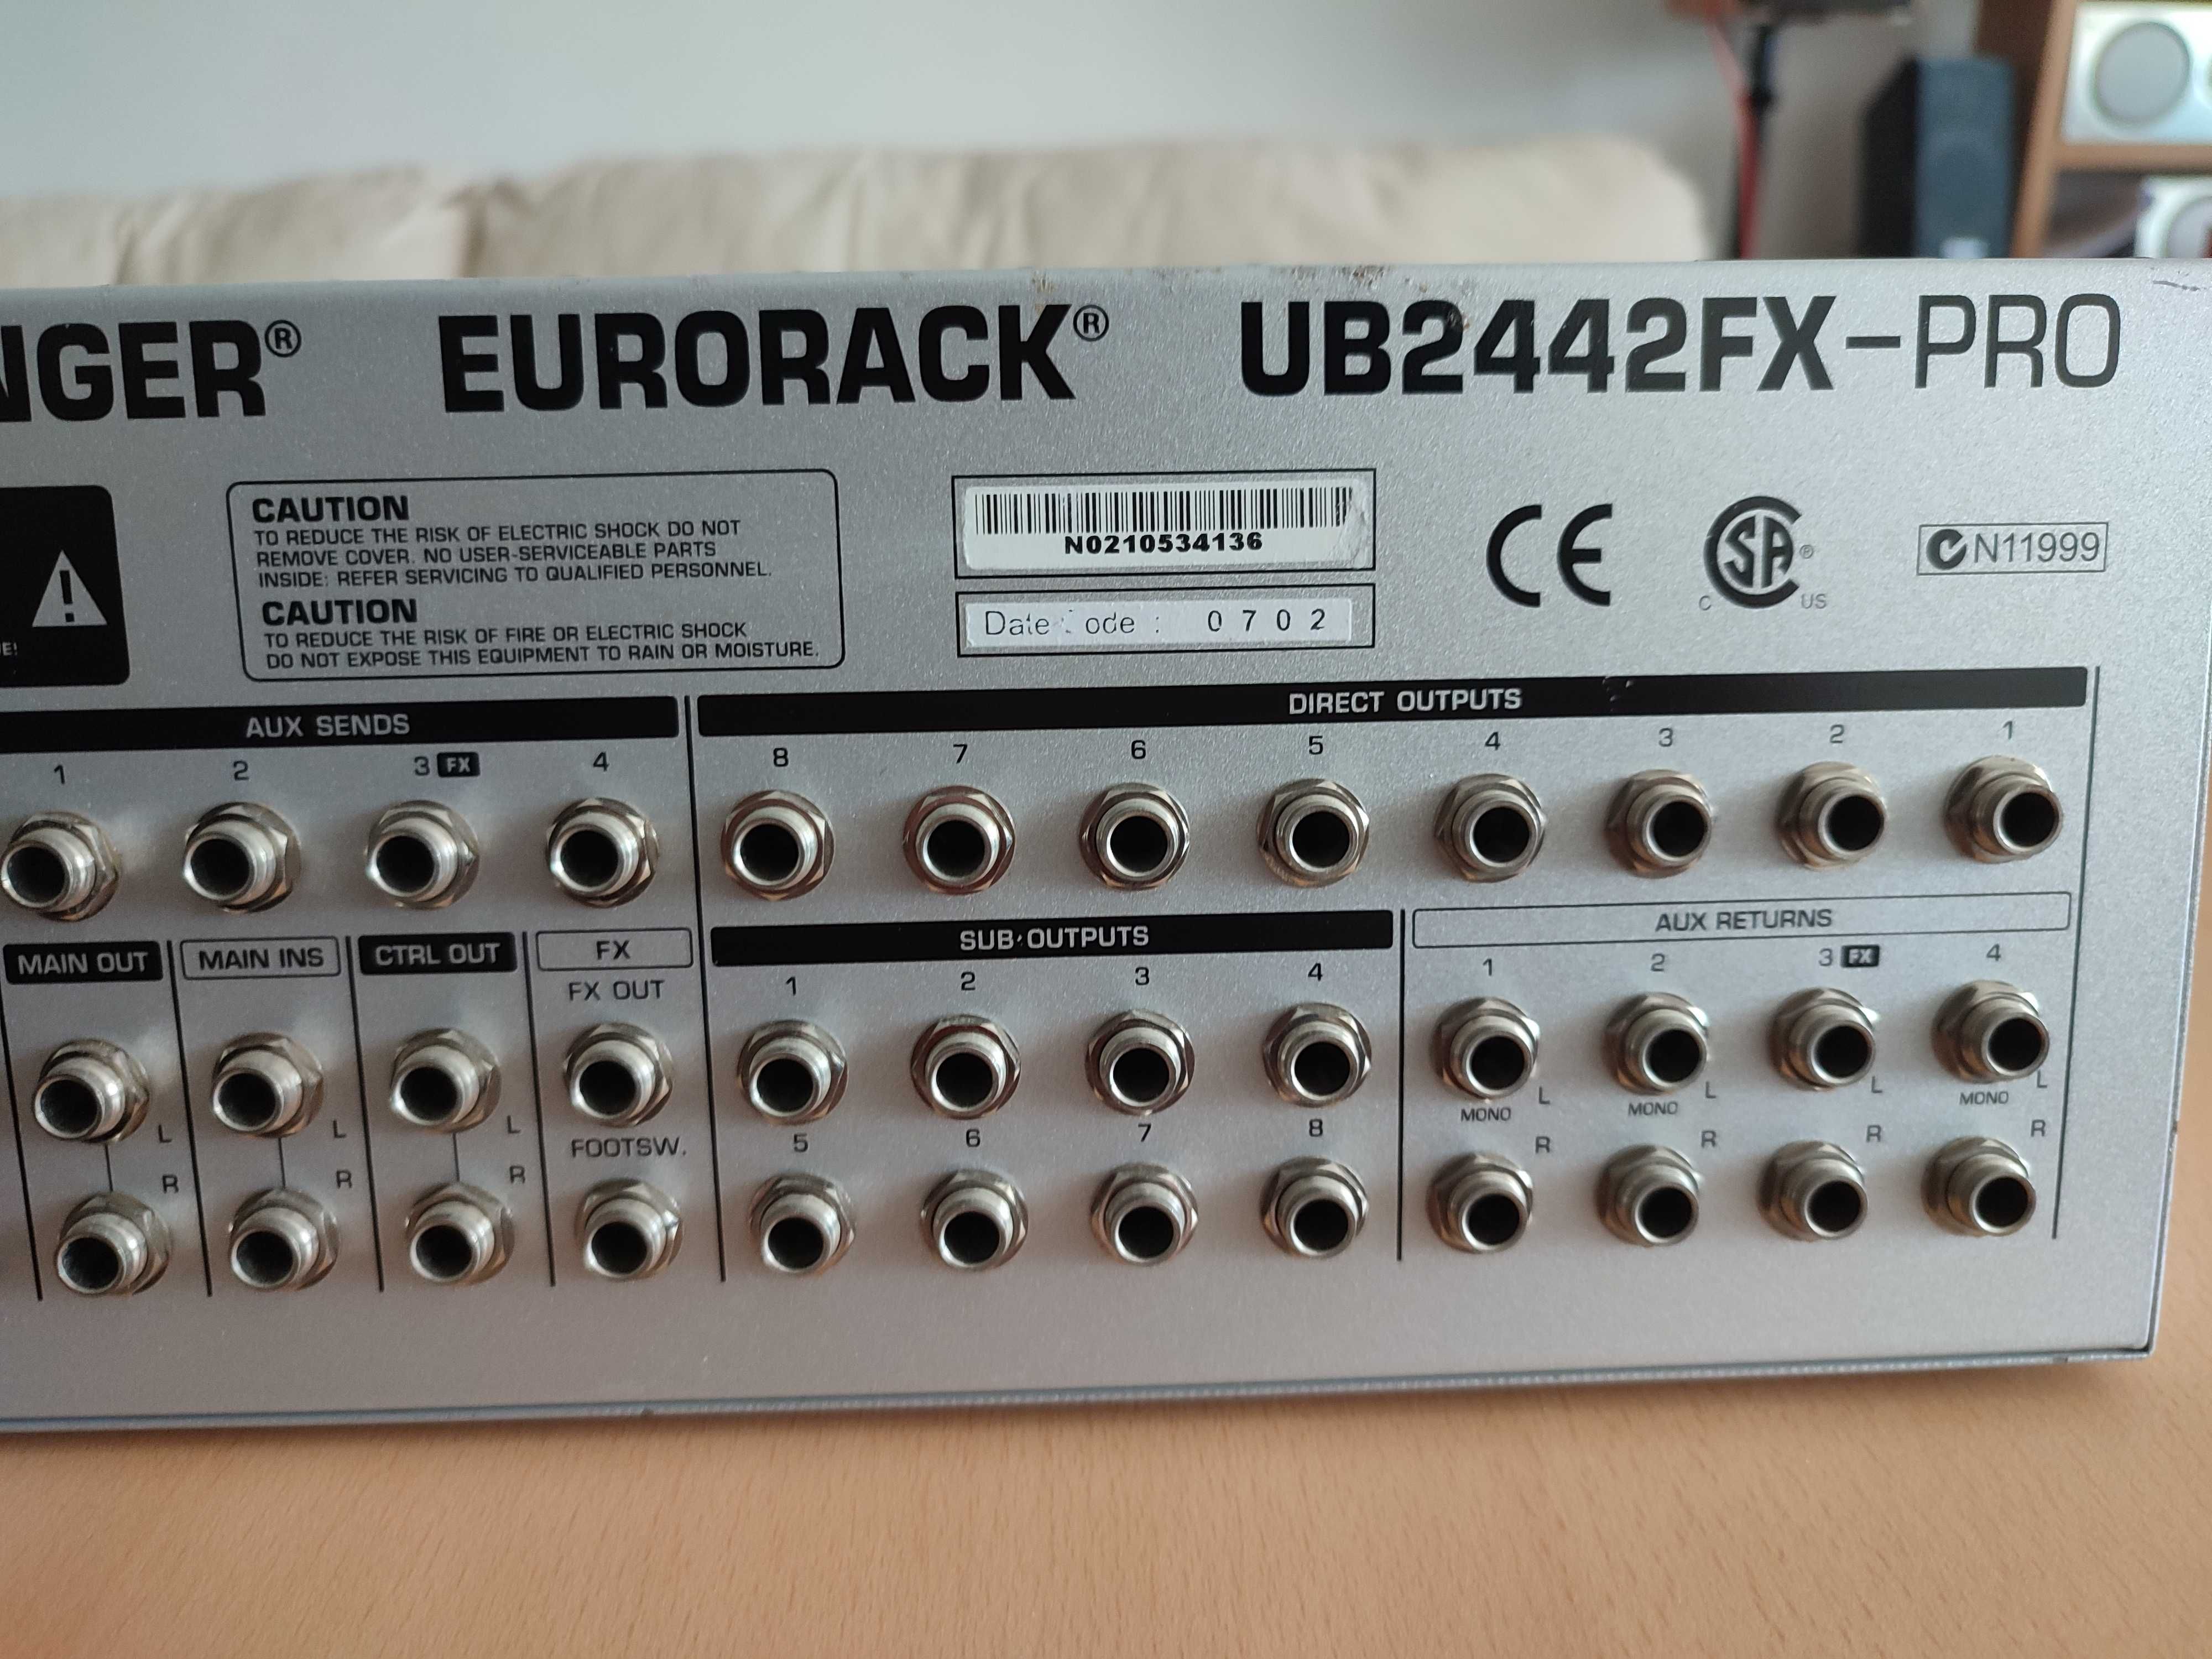 NGER® EURORACK® UB2442FX-PRO
CAUTION
TO REDUCE THE RISK OF ELECTRIC SHOCK DO NOT
REMOVE COVER. NO USER-SERVICEABLE PARTS
INSIDE: REFER SERVICING TO QUALIFIED PERSONNEL.
CAUTION
TO REDUCE THE RISK OF FIRE OR ELECTRIC SHOCK
DO NOT EXPOSE THIS EQUIPMENT TO RAIN OR MOISTURE.
E!
N0210534136
Date ode : 0702
CE
C SA® US
N11999
AUX SENDS
1 2 3 FX 4
DIRECT OUTPUTS
8 7 6 5 4 3 2 1
MAIN OUT
L
R
MAIN INS
L
R
CTRL OUT
L
R
FX
FX OUT
FOOTSW.
SUB OUTPUTS
1 2 3 4
5 6 7 8
AUX RETURNS
1 2 3 FX 4
L L L L
MONO MONO MONO
R R R R